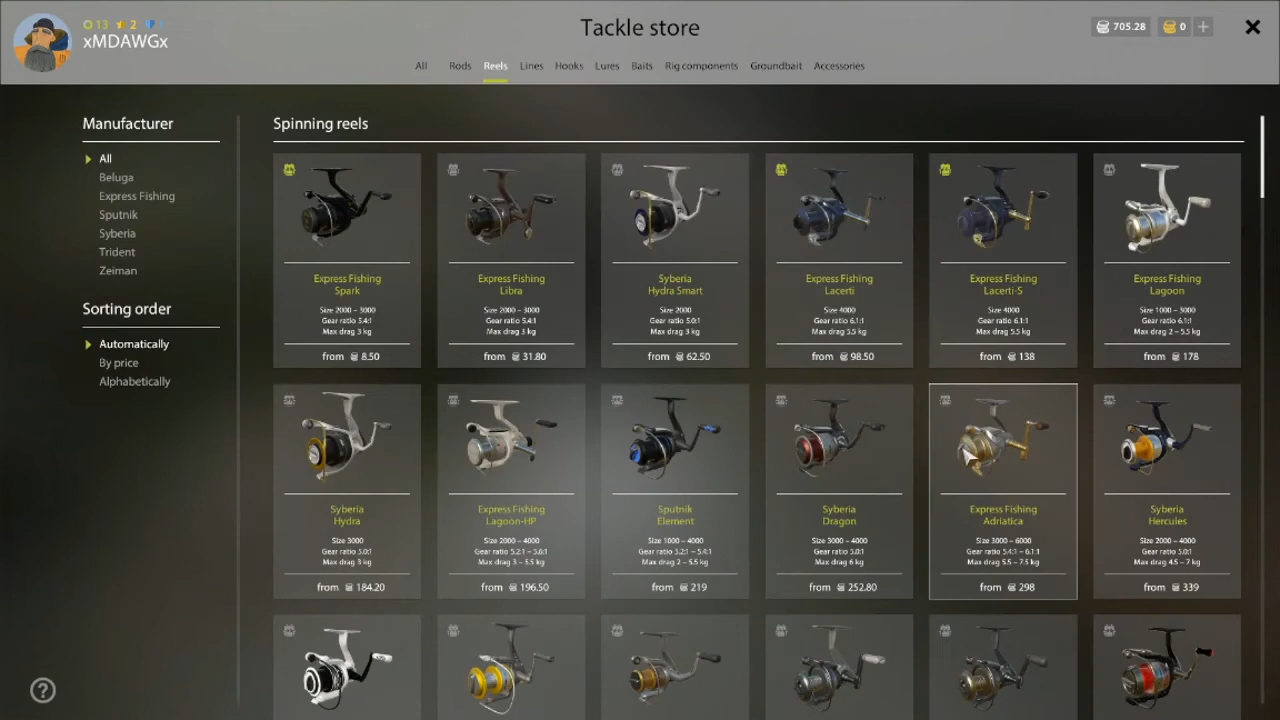 13 2 1
xMDAWGx
Tackle store
705.28 0 +
All Rods Reels Lines Hooks Lures Baits Rig components Groundbait Accessories
Manufacturer
All
Beluga
Express Fishing
Sputnik
Syberia
Trident
Zeiman
Sorting order
Automatically
By price
Alphabetically
Spinning reels
Express Fishing
Spark
Size 2000 – 3000
Gear ratio 5.4:1
Max drag 3 kg
from 8.50
Express Fishing
Libra
Size 2000 – 3000
Gear ratio 5.4:1
Max drag 3 kg
from 31.80
Syberia
Hydra Smart
Size 2000
Gear ratio 5.0:1
Max drag 3 kg
from 62.50
Express Fishing
Lacerti
Size 4000
Gear ratio 6.1:1
Max drag 5.5 kg
from 98.50
Express Fishing
Lacerti-S
Size 4000
Gear ratio 6.1:1
Max drag 5.5 kg
from 138
Express Fishing
Lagoon
Size 1000 – 3000
Gear ratio 6.1:1
Max drag 2 – 5.5 kg
from 178
Syberia
Hydra
Size 3000
Gear ratio 5.0:1
Max drag 3 kg
from 184.20
Express Fishing
Lagoon-HP
Size 2000 – 4000
Gear ratio 5.2:1 – 5.6:1
Max drag 3 – 5.5 kg
from 196.50
Sputnik
Element
Size 1000 – 4000
Gear ratio 5.2:1 – 5.4:1
Max drag 2 – 5.5 kg
from 219
Syberia
Dragon
Size 3000 – 4000
Gear ratio 5.0:1
Max drag 6 kg
from 252.80
Express Fishing
Adriatica
Size 3000 – 6000
Gear ratio 5.4:1 – 6.1:1
Max drag 5.5 – 7.5 kg
from 298
Syberia
Hercules
Size 2000 – 4000
Gear ratio 5.0:1
Max drag 4.5 – 7 kg
from 339
?